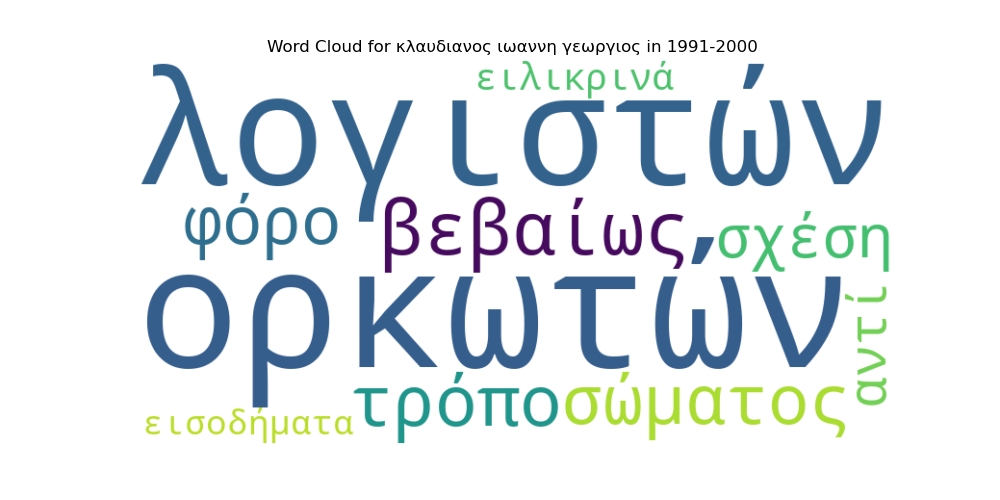 Word Cloud for κλαυδιανος ιωαννη γεωργιος in 1991-2000
ειλικρινά
λογιστών
φόρο βεβαίως σχέση
ορκωτών
αντί
τρόπο σώματος
εισοδήματα